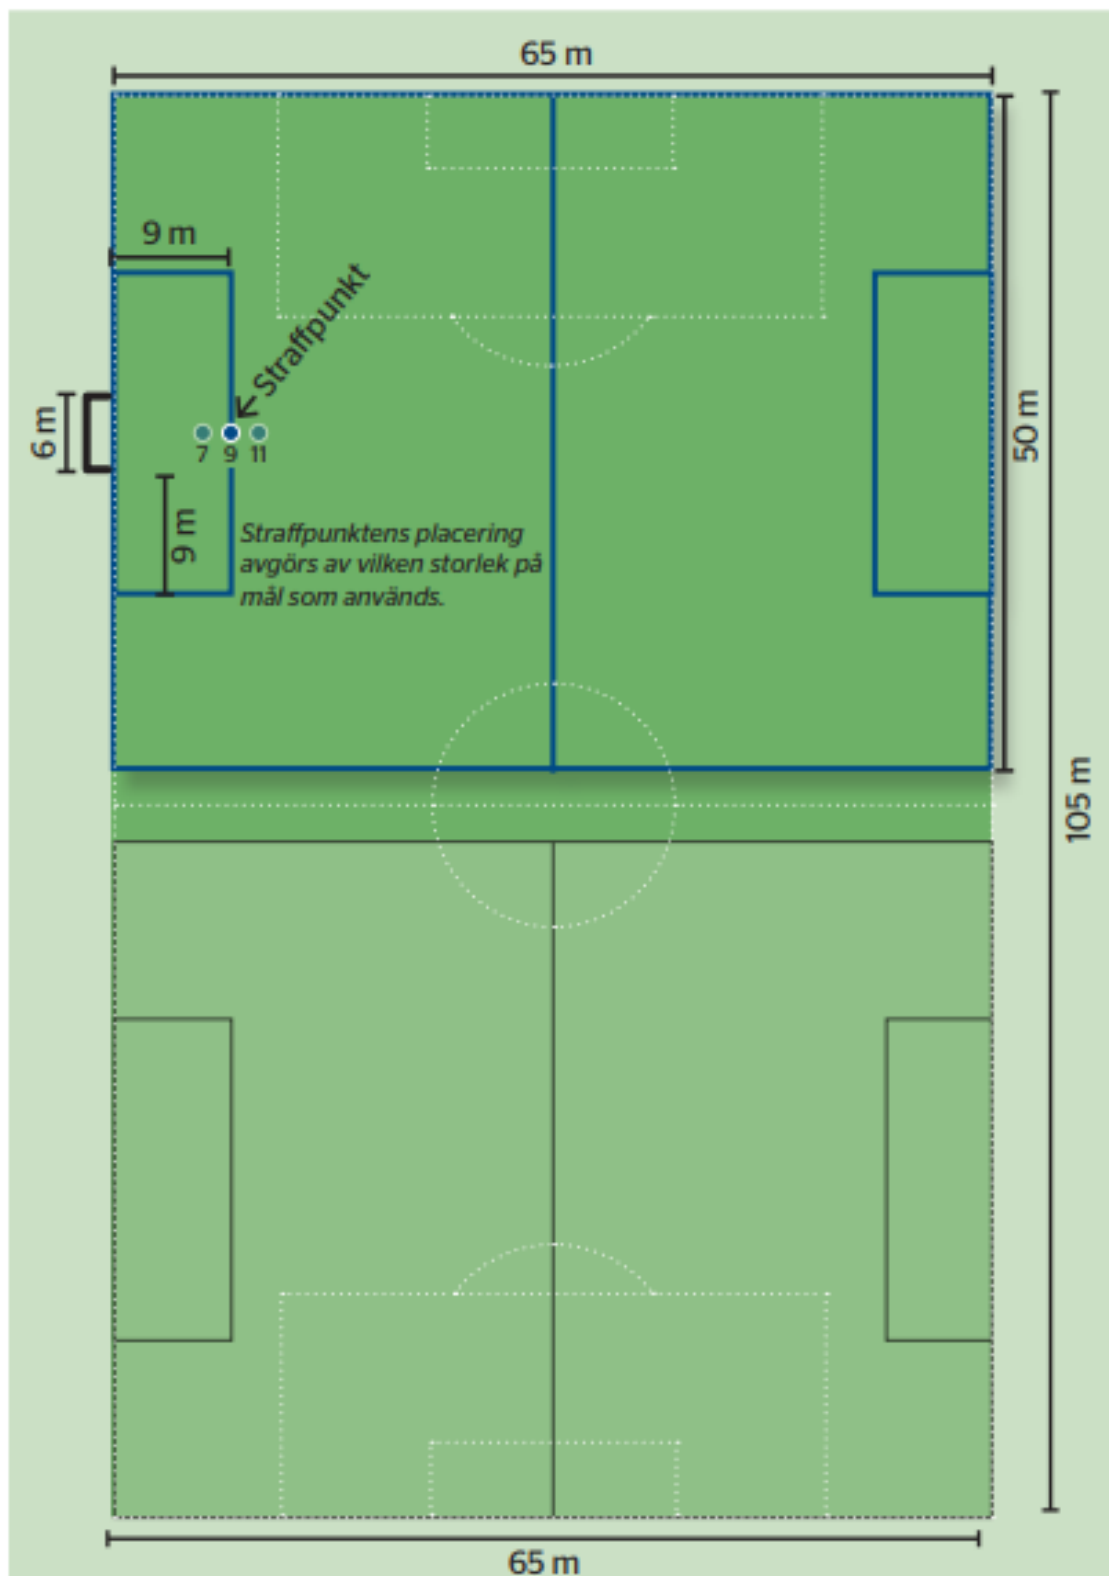 65 m
9 m
Straffpunkt
6 m
7 9 11
50 m
9 m
Straffpunktens placering
avgörs av vilken storlek på
mål som används.
105 m
65 m